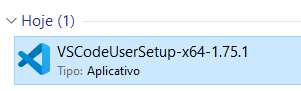 Hoje (1)
VSCodeUserSetup-x64-1.75.1
Tipo: Aplicativo